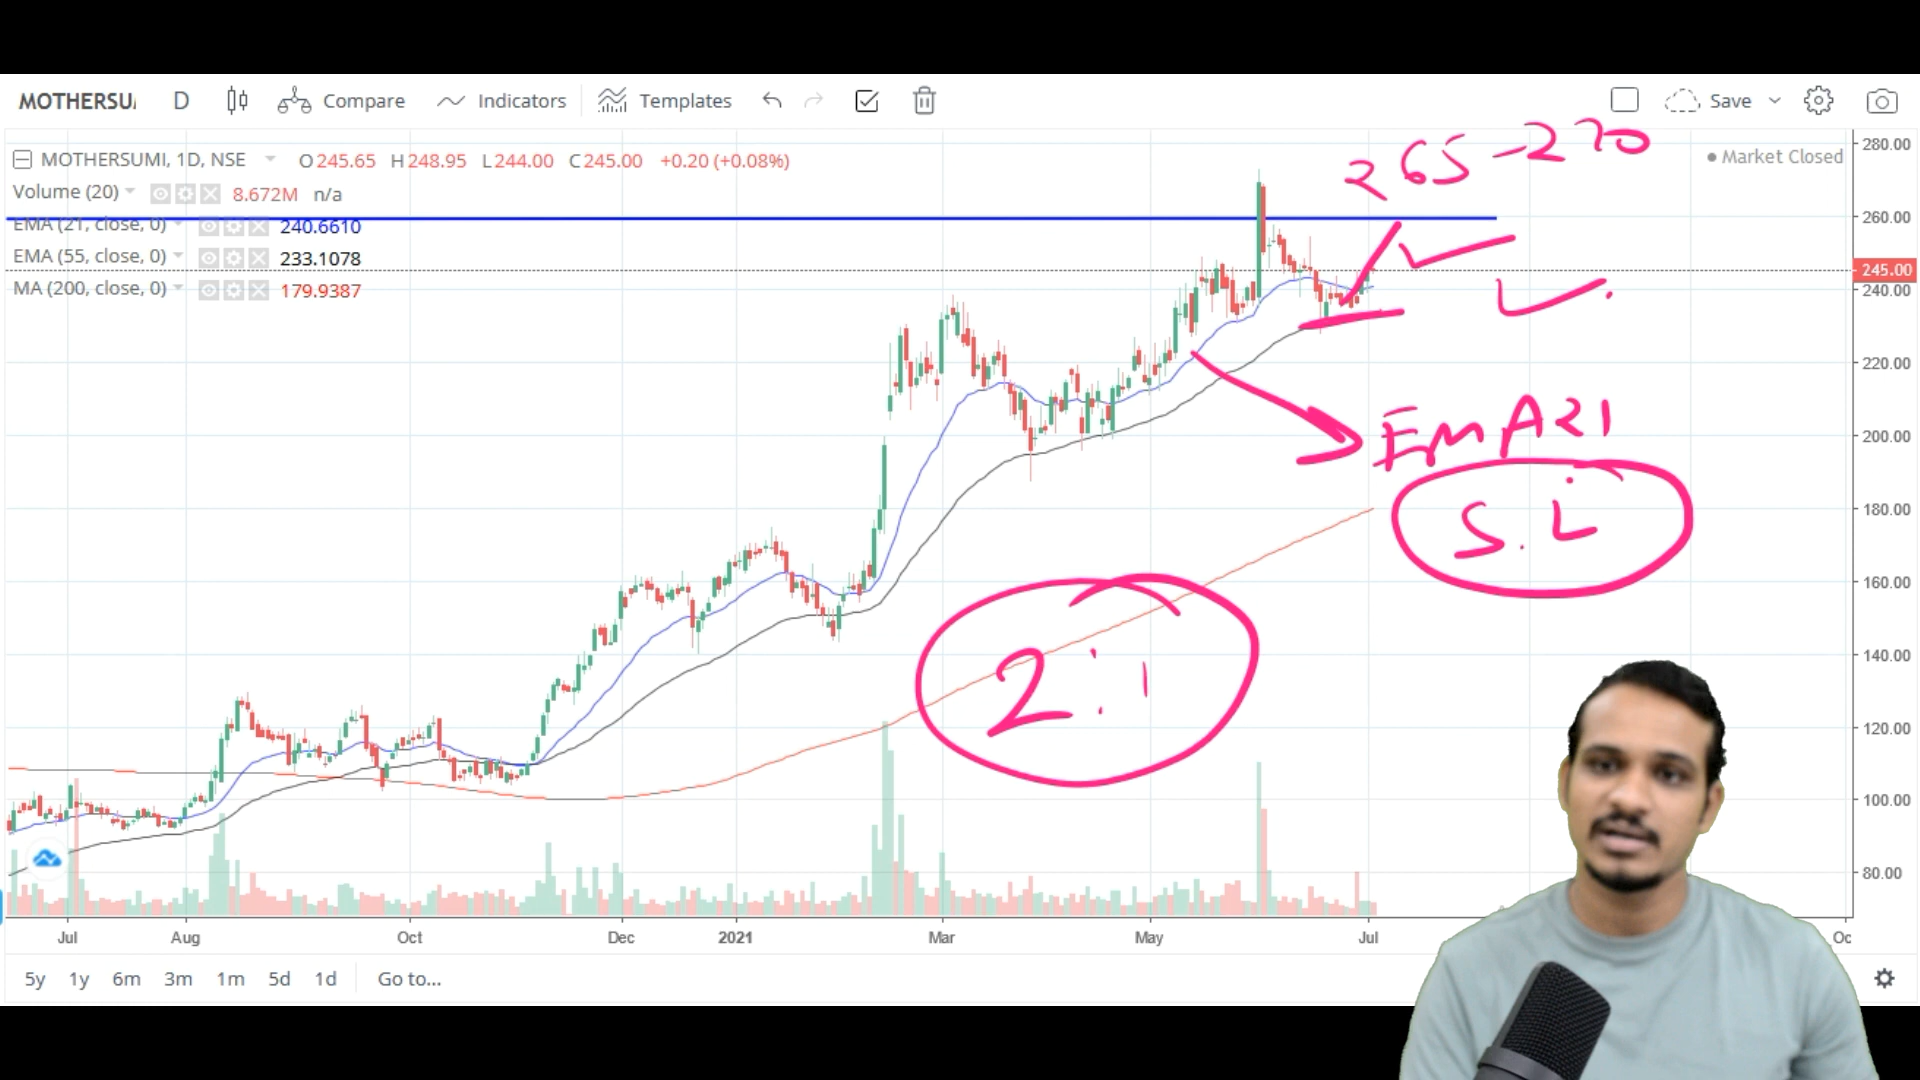 MOTHERSU D Compare Indicators Templates Save
MOTHERSUMI, 1D, NSE O245.65 H248.95 L244.00 C245.00 +0.20 (+0.08%)
Market Closed
265-270
Volume (20) 8.672M n/a
EMA (21, close, 0) 240.6610
EMA (55, close, 0) 233.1078
MA (200, close, 0) 179.9387
280.00
260.00
245.00
240.00
220.00
200.00
180.00
160.00
140.00
120.00
100.00
80.00
EMA21
S.L
2:1
Jul Aug Oct Dec 2021 Mar May Jul Oc
5y 1y 6m 3m 1m 5d 1d Go to...